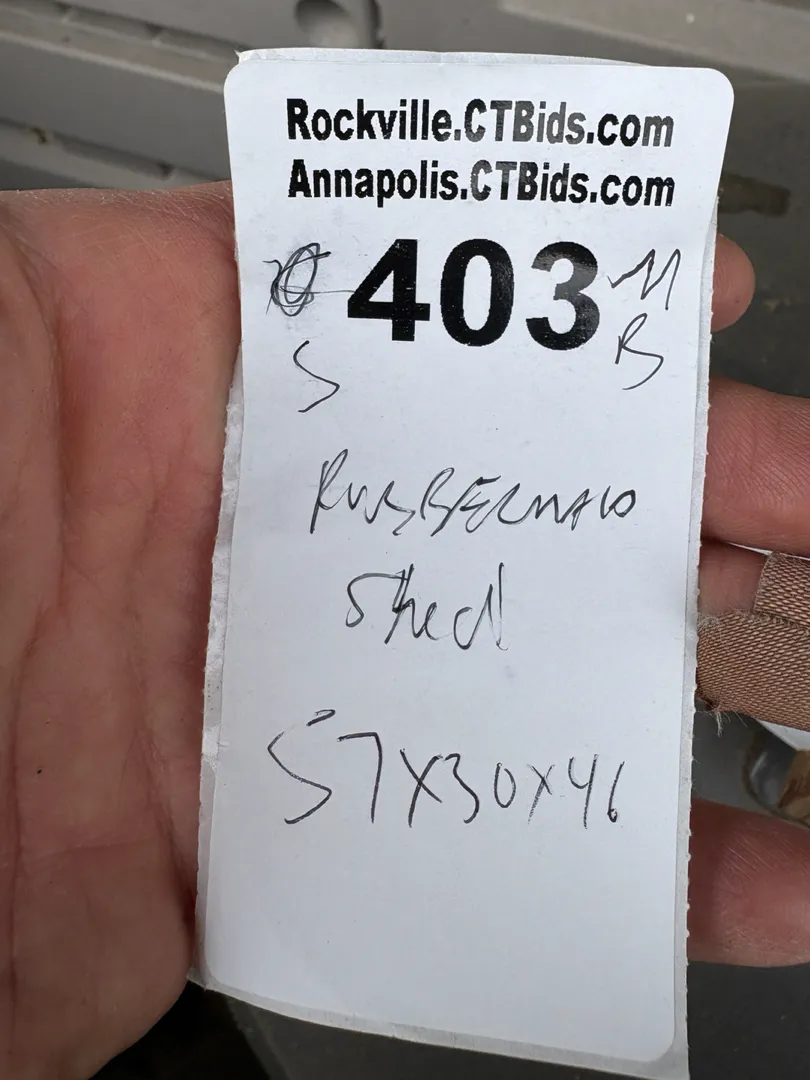 Rockville.CTBids.com
Annapolis.CTBids.com
403 M
S B
RUBBERMAID
Shed
57X30X46